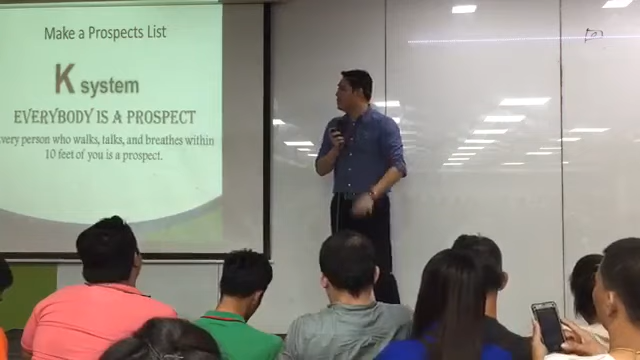 Make a Prospects List
K system
EVERYBODY IS A PROSPECT
every person who walks, talks, and breathes within
10 feet of you is a prospect.